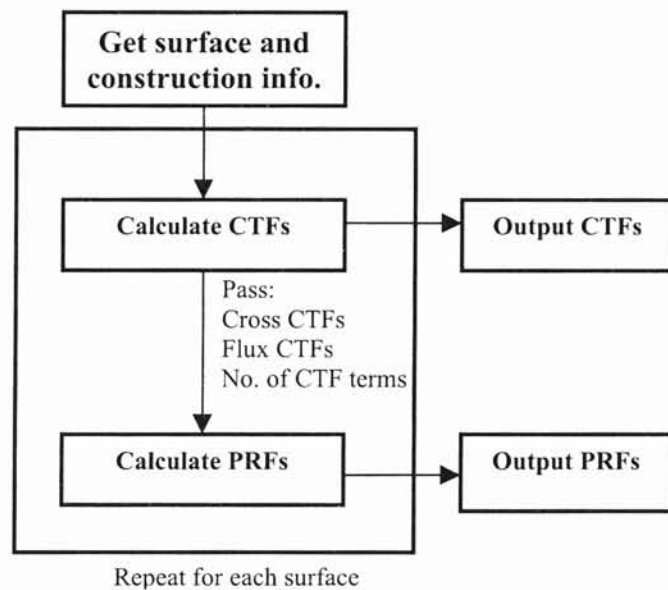 Get surface and
construction info.
Calculate CTFs
Output CTFs
Pass:
Cross CTFs
Flux CTFs
No. of CTF terms
Calculate PRFs
Output PRFs
Repeat for each surface